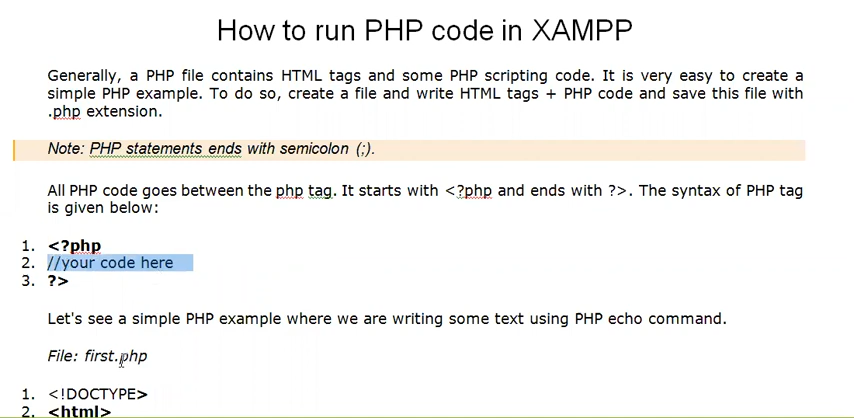 How to run PHP code in XAMPP
Generally, a PHP file contains HTML tags and some PHP scripting code. It is very easy to create a
simple PHP example. To do so, create a file and write HTML tags + PHP code and save this file with
.php extension.
Note: PHP statements ends with semicolon (;).
All PHP code goes between the php tag. It starts with <?php and ends with ?>. The syntax of PHP tag
is given below:
1. <?php
2. //your code here
3. ?>
Let's see a simple PHP example where we are writing some text using PHP echo command.
File: first.php
1. <!DOCTYPE>
2. <html>